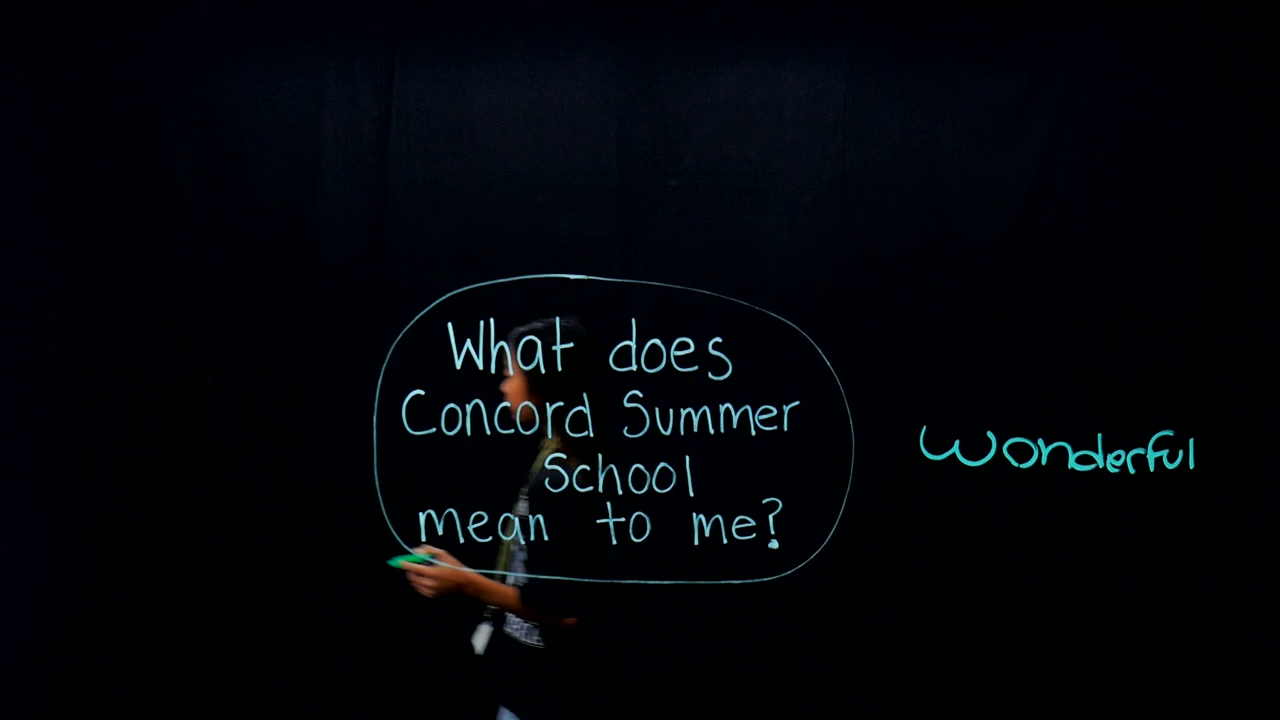 What does
Concord Summer
School
mean to me?
Wonderful